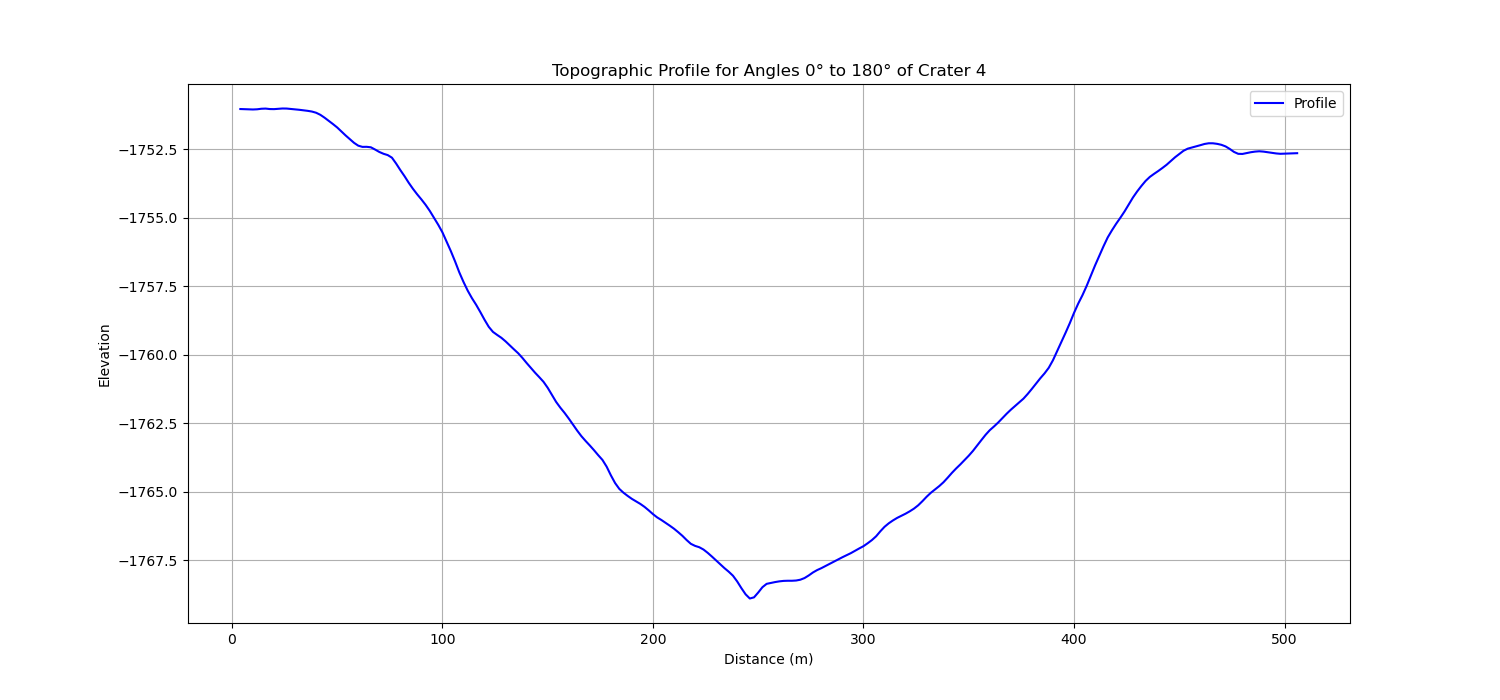 Topographic Profile for Angles 0° to 180° of Crater 4
Profile
−1752.5
−1755.0
−1757.5
−1760.0
−1762.5
−1765.0
−1767.5
Elevation
0 100 200 300 400 500
Distance (m)